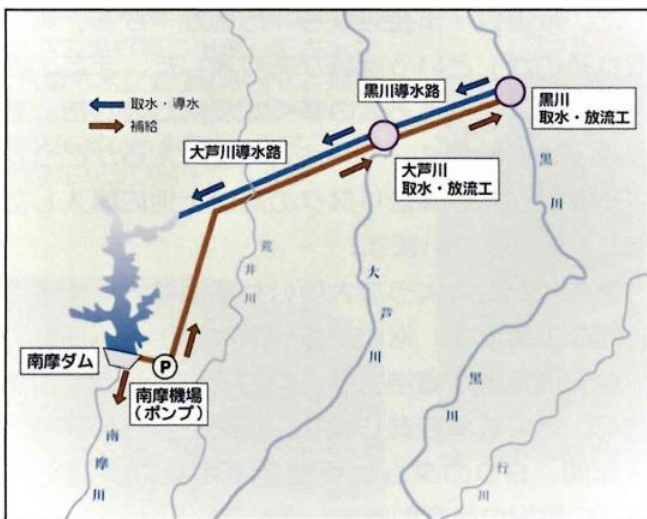 取水・導水
補給
黒川導水路
黒川
取水・放流工
大芦川導水路
大芦川
取水・放流工
荒井川
大芦川
黒川
黒川
行川
南摩ダム
P
南摩機場
(ポンプ)
南摩川